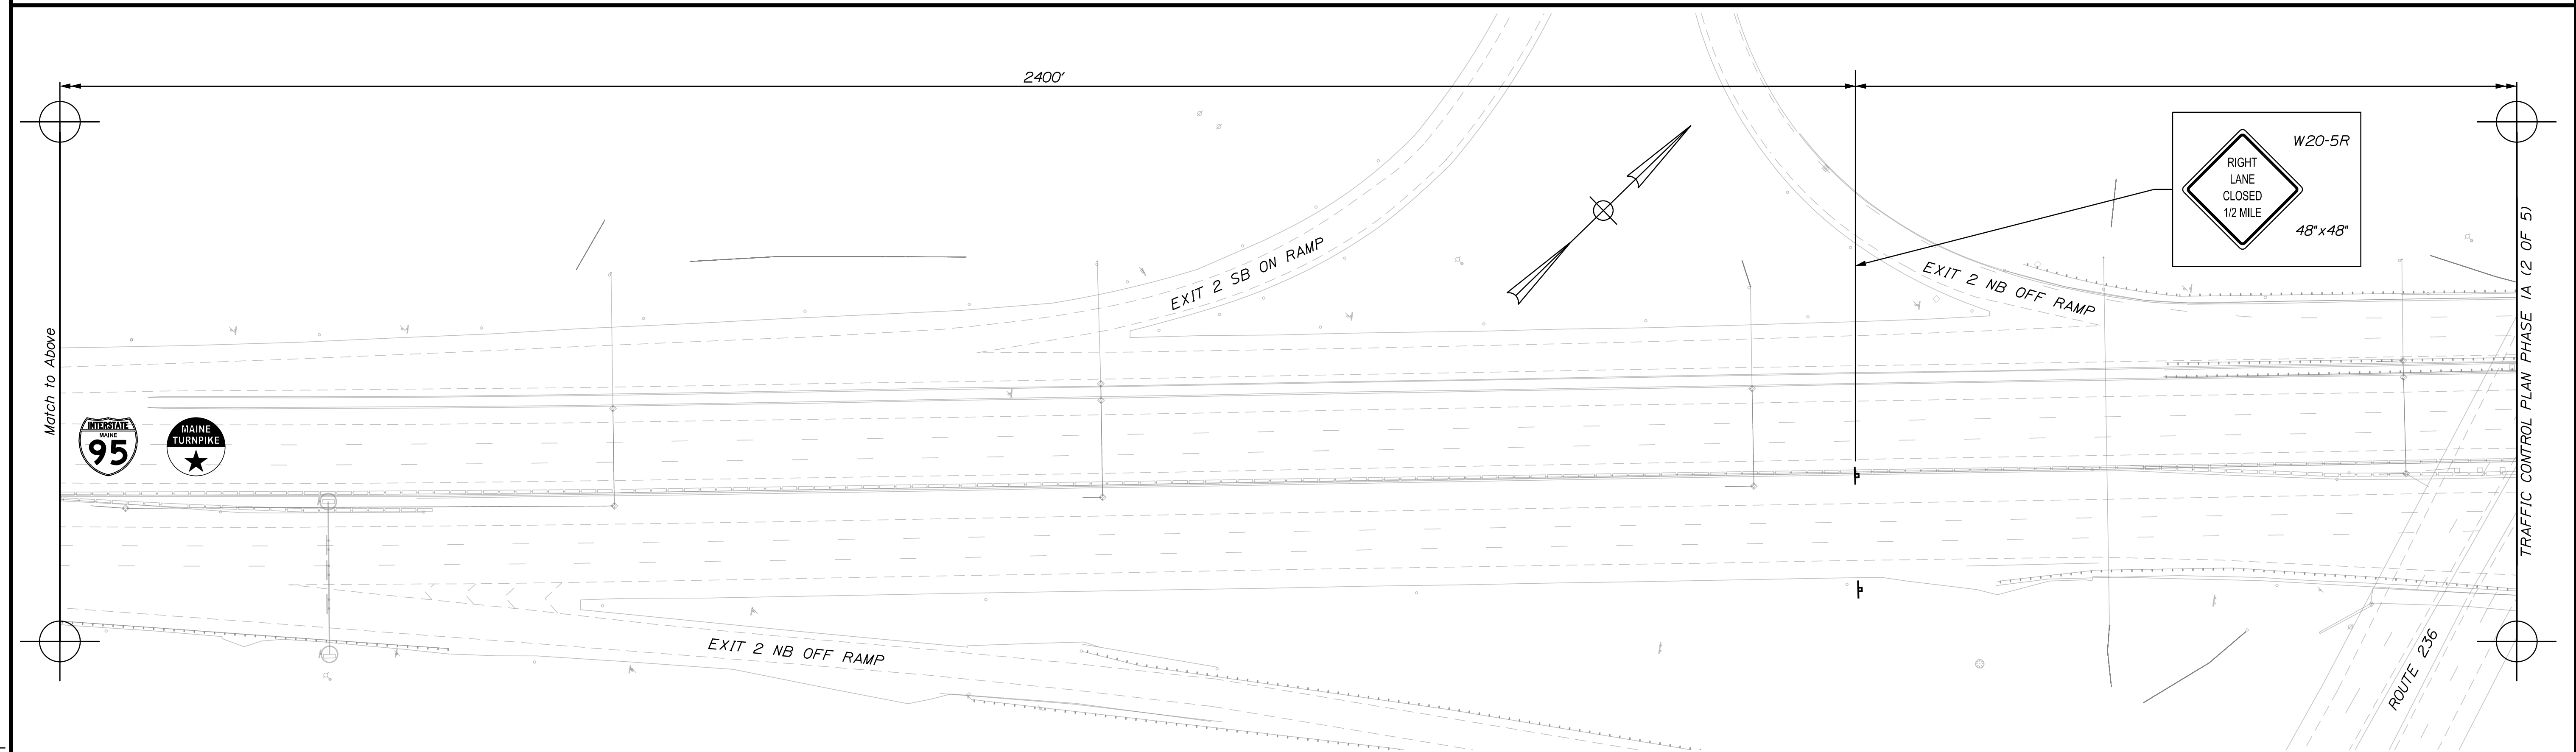 2400'
W20-5R
RIGHT
LANE
CLOSED
1/2 MILE
48"x48"
EXIT 2 SB ON RAMP
EXIT 2 NB OFF RAMP
Match to Above
INTERSTATE
MAINE
95
MAINE
TURNPIKE
TRAFFIC CONTROL PLAN PHASE 1A (2 OF 5)
EXIT 2 NB OFF RAMP
ROUTE 236